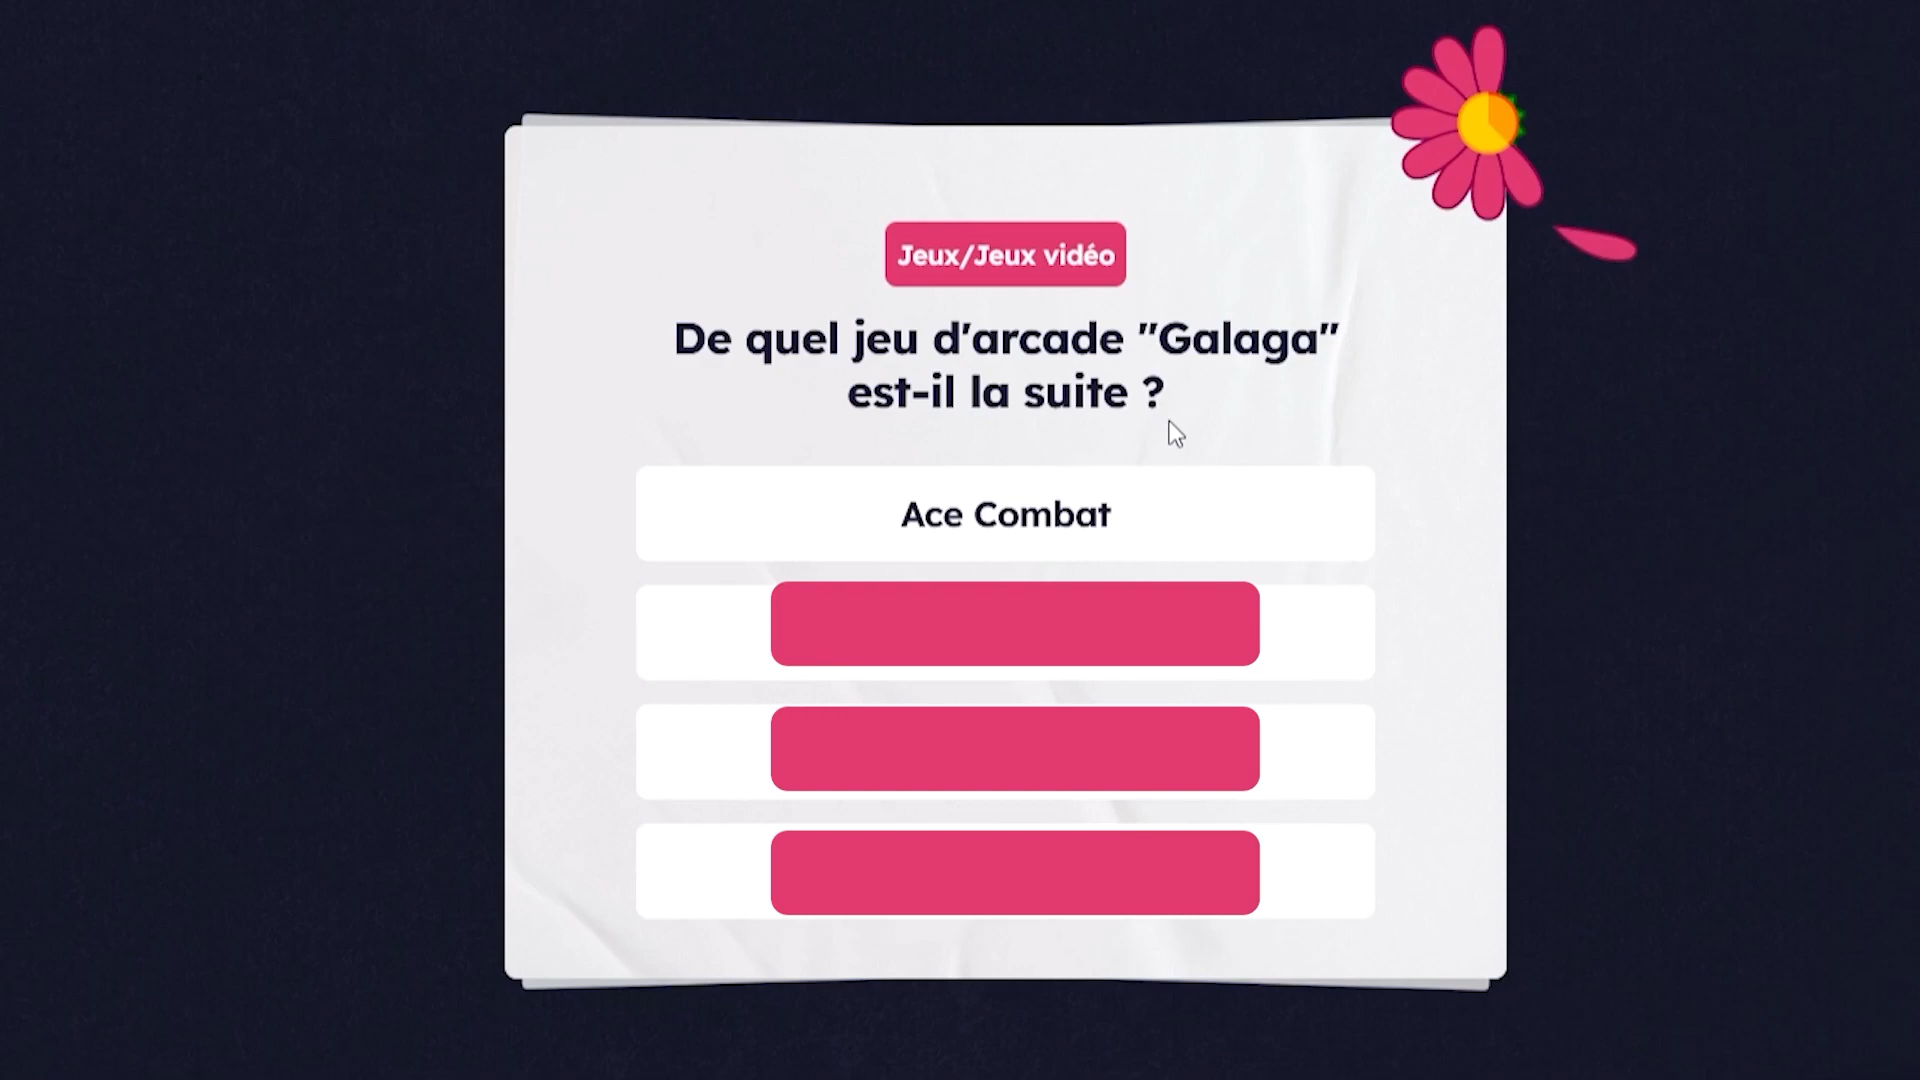 Jeux/Jeux vidéo
De quel jeu d'arcade "Galaga"
est-il la suite ?
Ace Combat